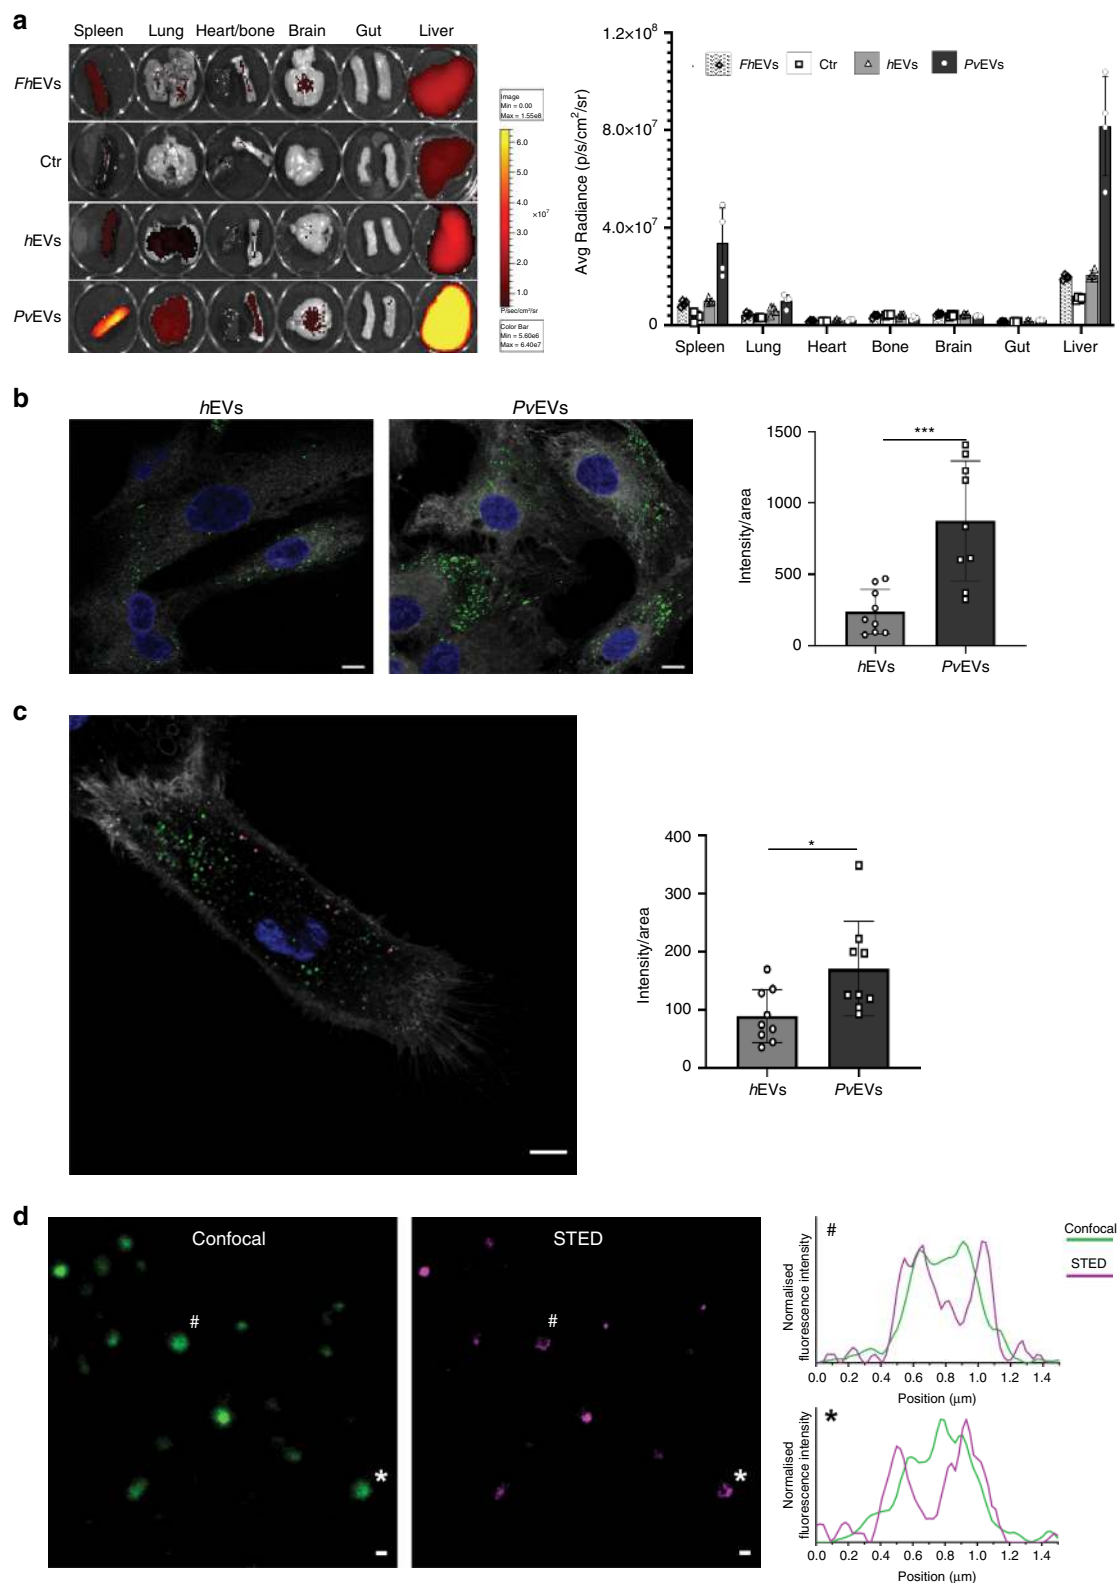 a
Spleen Lung Heart/bone Brain Gut Liver
FhEVs
Ctr
hEVs
PvEVs
Image
Min = 0.00
Max = 1.55e8
6.0
5.0
4.0
×10⁷
3.0
2.0
1.0
P/sec/cm²/sr
Color Bar
Min = 5.60e6
Max = 6.40e7
Avg Radiance (p/s/cm²/sr)
1.2×10⁸
8.0×10⁷
4.0×10⁷
0
FhEVs Ctr hEVs PvEVs
Spleen Lung Heart Bone Brain Gut Liver
b
hEVs PvEVs
Intensity/area
1500
1000
500
0
***
hEVs PvEVs
c
Intensity/area
400
300
200
100
0
*
hEVs PvEVs
d
Confocal
#
*
STED
#
*
#
Confocal
STED
Normalised
fluorescence intensity
0.0 0.2 0.4 0.6 0.8 1.0 1.2 1.4
Position (μm)
*
Normalised
fluorescence intensity
0.0 0.2 0.4 0.6 0.8 1.0 1.2 1.4
Position (μm)